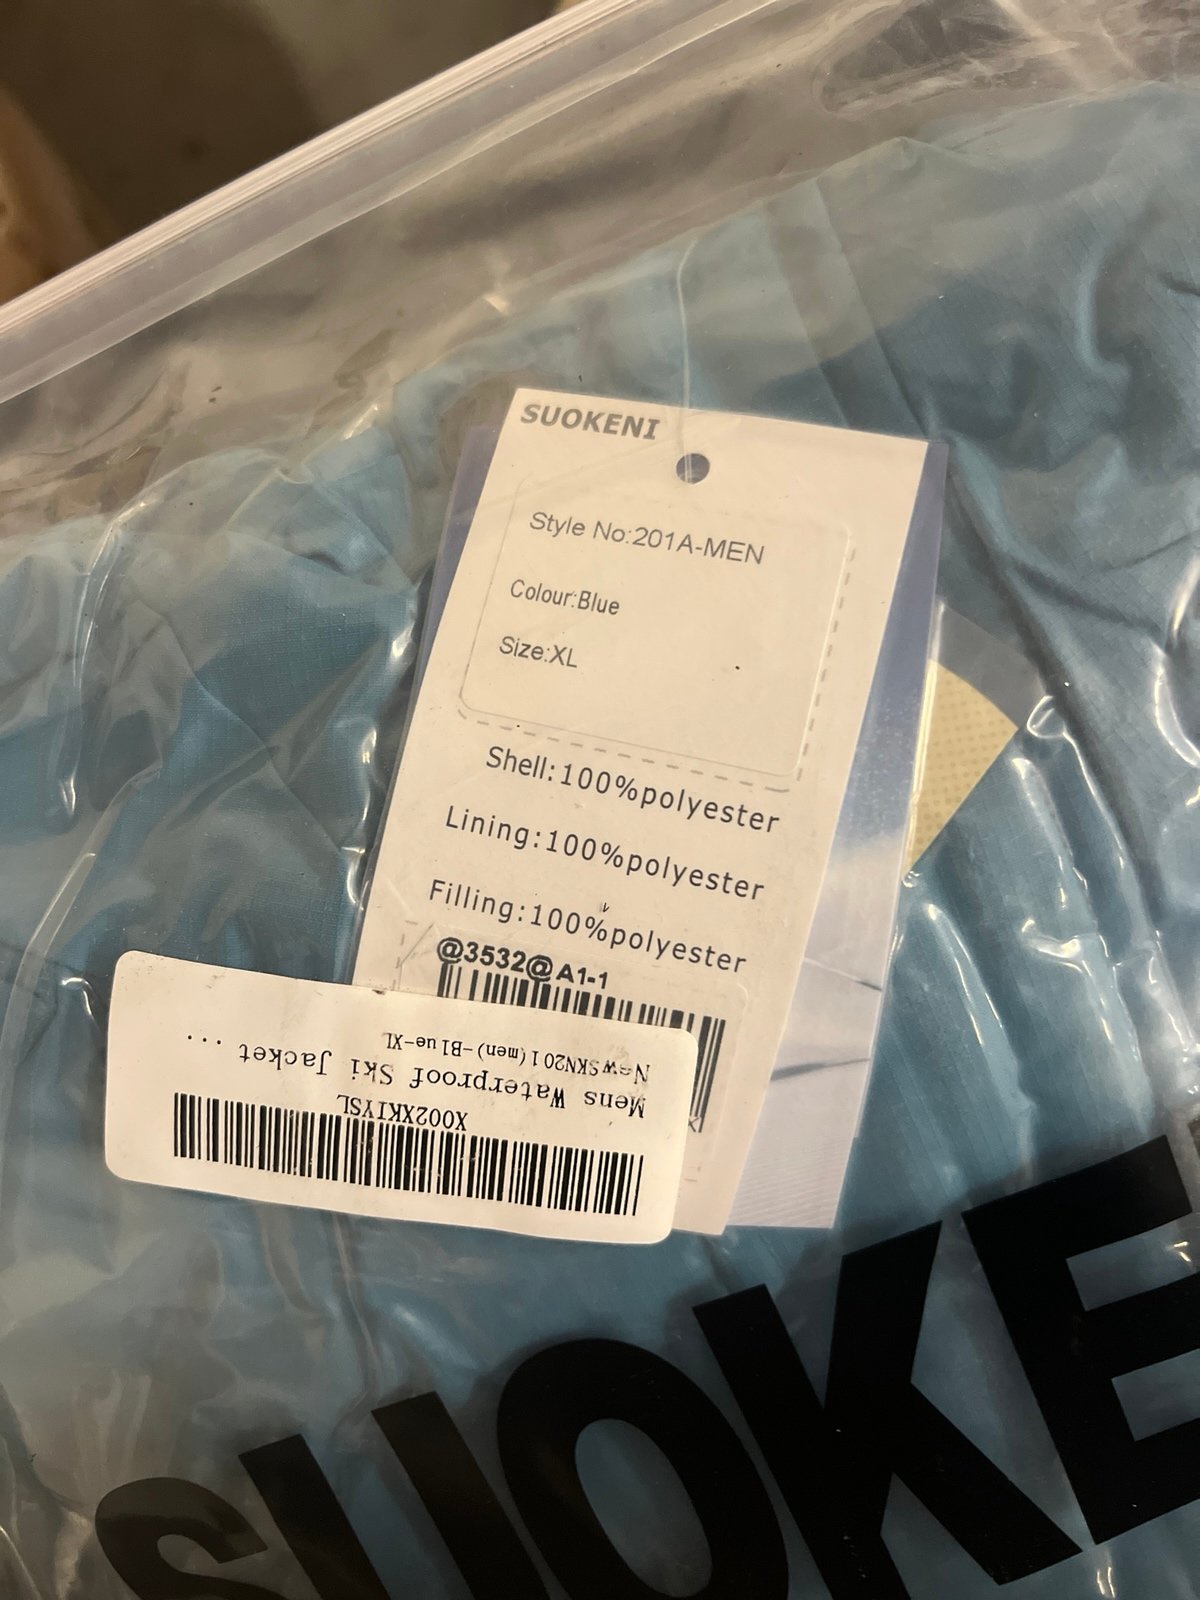 SUOKENI
Style No:201A-MEN
Colour:Blue
Size:XL
Shell:100%polyester
Lining:100%polyester
Filling:100%polyester
@3532@ A1-1
X002XKIYSL
Mens Waterproof Ski Jacket ...
NewSKN201(men)-Blue-XL
SUOKE